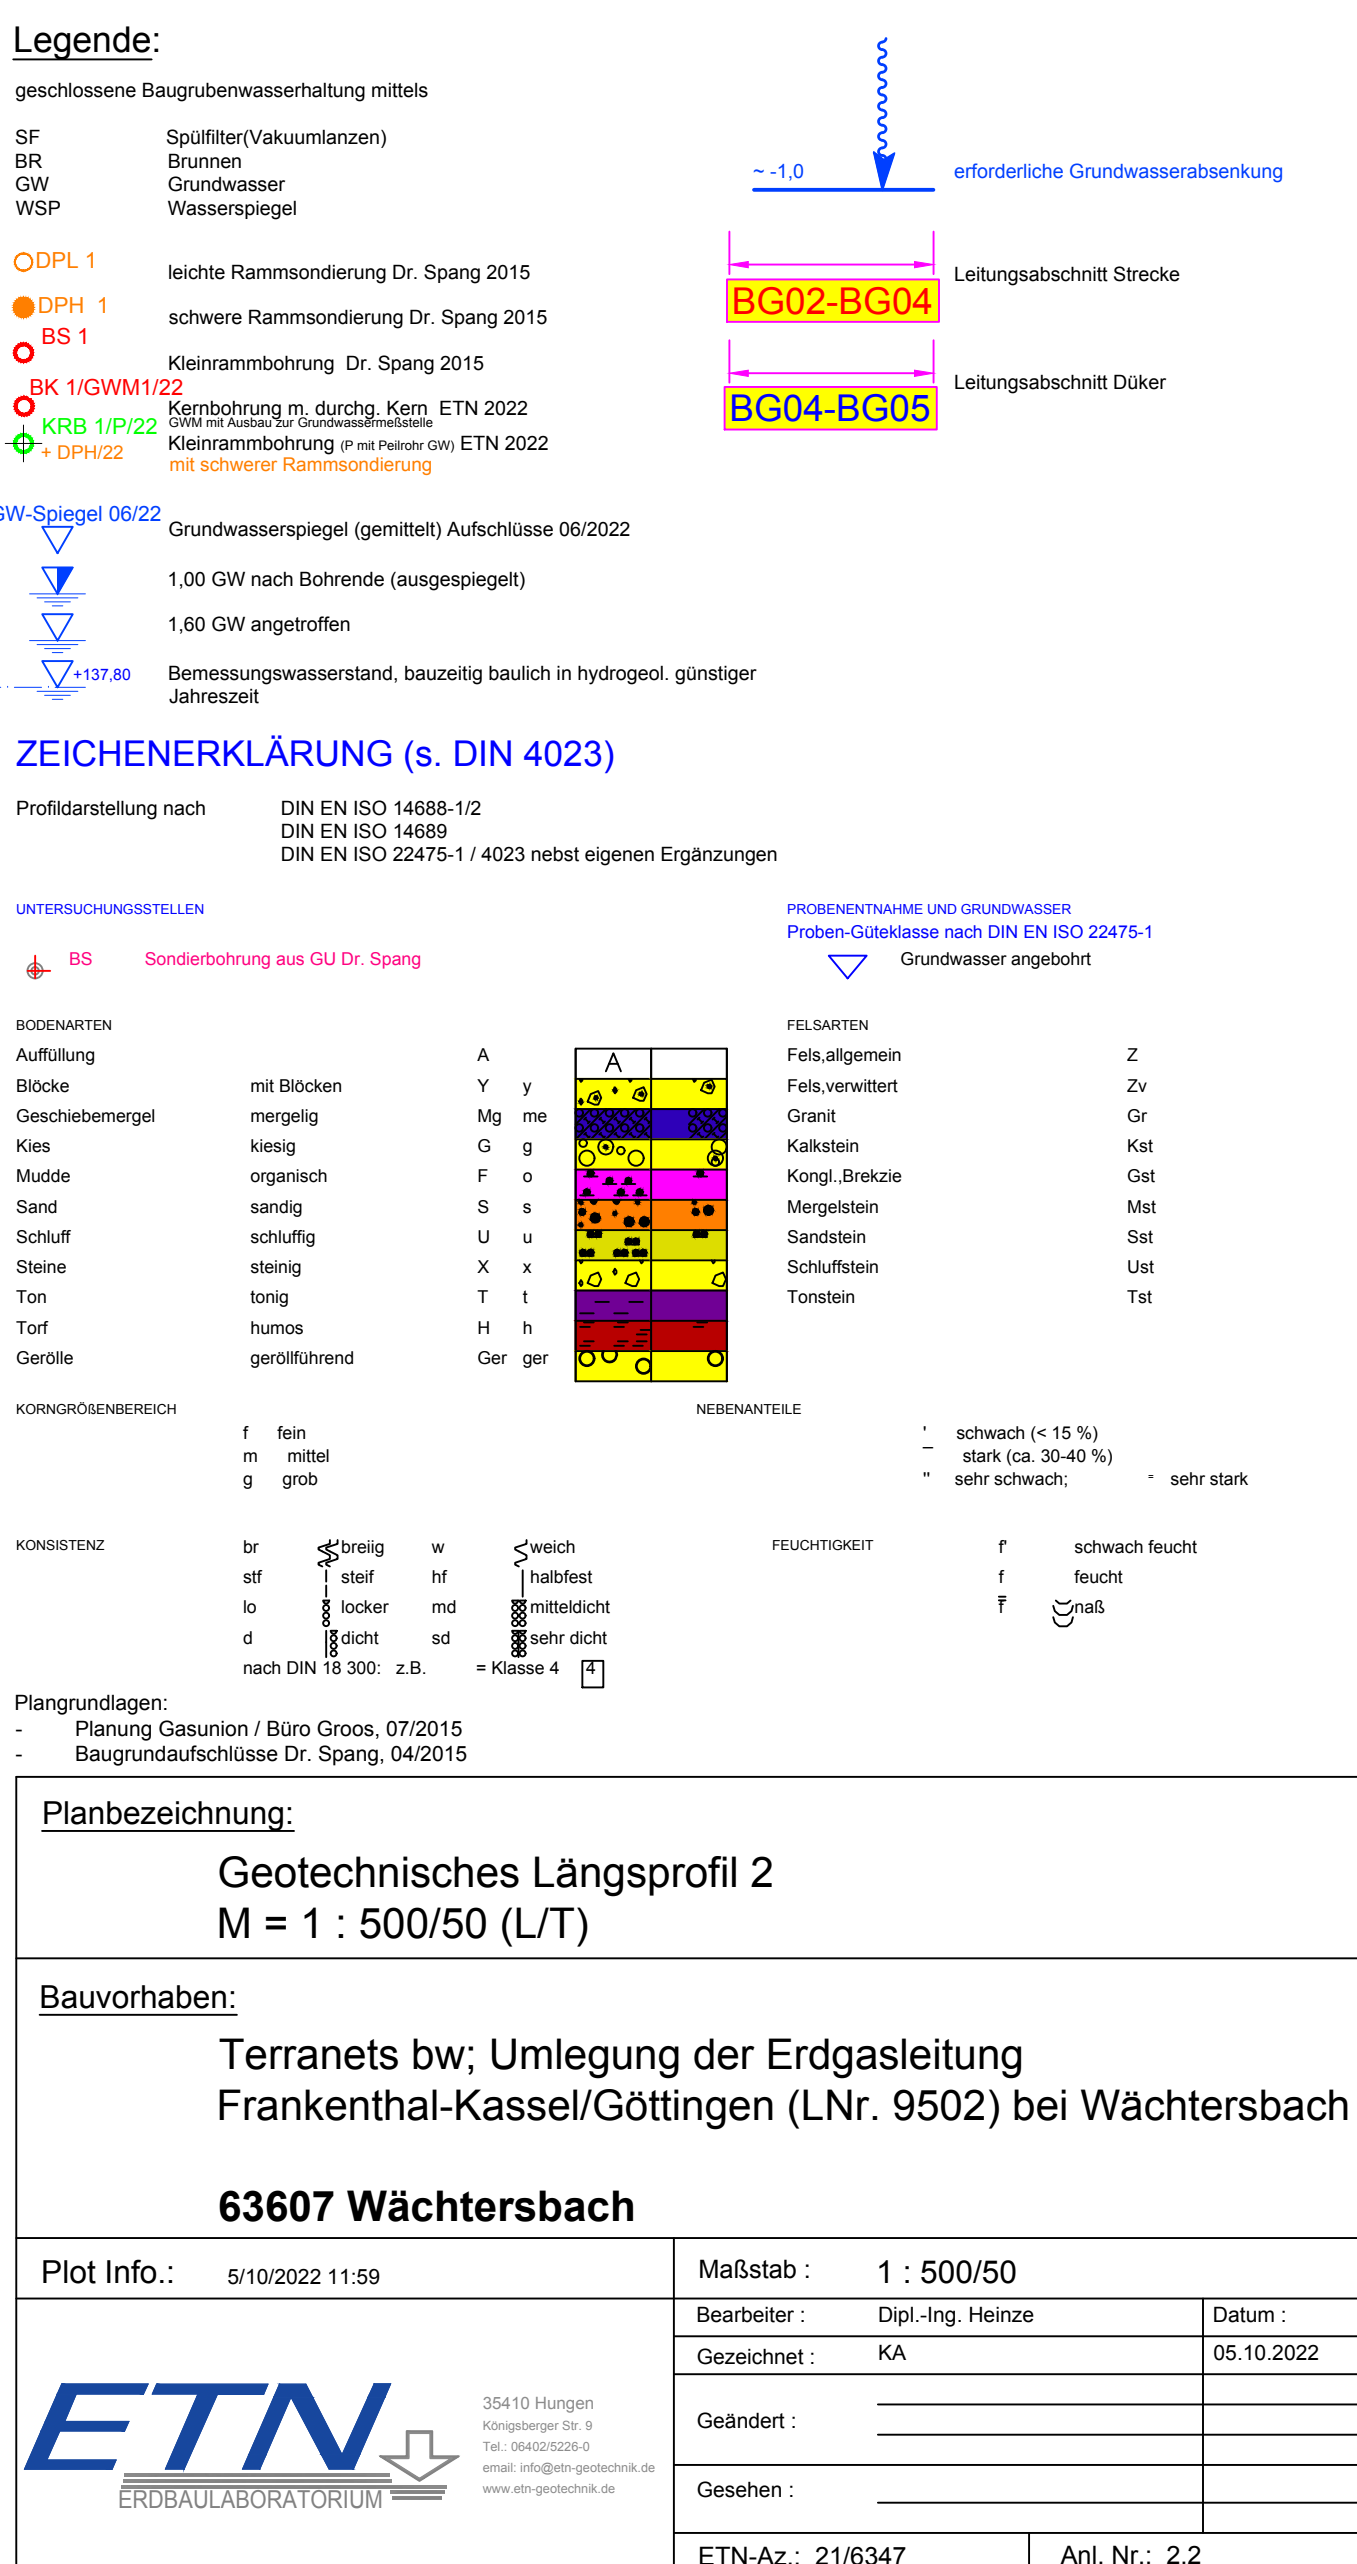 Legende:
geschlossene Baugrubenwasserhaltung mittels
SF Spülfilter(Vakuumlanzen)
BR Brunnen
GW Grundwasser
WSP Wasserspiegel
~ -1,0 erforderliche Grundwasserabsenkung
DPL 1 leichte Rammsondierung Dr. Spang 2015
DPH 1 schwere Rammsondierung Dr. Spang 2015
BS 1 Kleinrammbohrung Dr. Spang 2015
BK 1/GWM1/22 Kernbohrung m. durchg. Kern ETN 2022
GWM mit Ausbau zur Grundwassermeßstelle
KRB 1/P/22 Kleinrammbohrung (P mit Peilrohr GW) ETN 2022
+ DPH/22 mit schwerer Rammsondierung
BG02-BG04 Leitungsabschnitt Strecke
BG04-BG05 Leitungsabschnitt Düker
GW-Spiegel 06/22 Grundwasserspiegel (gemittelt) Aufschlüsse 06/2022
1,00 GW nach Bohrende (ausgespiegelt)
1,60 GW angetroffen
+137,80 Bemessungswasserstand, bauzeitig baulich in hydrogeol. günstiger
Jahreszeit
ZEICHENERKLÄRUNG (s. DIN 4023)
Profildarstellung nach DIN EN ISO 14688-1/2
DIN EN ISO 14689
DIN EN ISO 22475-1 / 4023 nebst eigenen Ergänzungen
UNTERSUCHUNGSSTELLEN
BS Sondierbohrung aus GU Dr. Spang
PROBENENTNAHME UND GRUNDWASSER
Proben-Güteklasse nach DIN EN ISO 22475-1
Grundwasser angebohrt
BODENARTEN
Auffüllung A A
Blöcke mit Blöcken Y y
Geschiebemergel mergelig Mg me
Kies kiesig G g
Mudde organisch F o
Sand sandig S s
Schluff schluffig U u
Steine steinig X x
Ton tonig T t
Torf humos H h
Gerölle geröllführend Ger ger
FELSARTEN
Fels,allgemein Z
Fels,verwittert Zv
Granit Gr
Kalkstein Kst
Kongl.,Brekzie Gst
Mergelstein Mst
Sandstein Sst
Schluffstein Ust
Tonstein Tst
KORNGRÖßENBEREICH
f fein
m mittel
g grob
NEBENANTEILE
' schwach (< 15 %)
¯ stark (ca. 30-40 %)
" sehr schwach; = sehr stark
KONSISTENZ
br breiig w weich
stf steif hf halbfest
lo locker md mitteldicht
d dicht sd sehr dicht
nach DIN 18 300: z.B. = Klasse 4 4
FEUCHTIGKEIT
f' schwach feucht
f feucht
f̿ naß
Plangrundlagen:
- Planung Gasunion / Büro Groos, 07/2015
- Baugrundaufschlüsse Dr. Spang, 04/2015
Planbezeichnung:
Geotechnisches Längsprofil 2
M = 1 : 500/50 (L/T)
Bauvorhaben:
Terranets bw; Umlegung der Erdgasleitung
Frankenthal-Kassel/Göttingen (LNr. 9502) bei Wächtersbach
63607 Wächtersbach
Plot Info.: 5/10/2022 11:59
Maßstab : 1 : 500/50
Bearbeiter : Dipl.-Ing. Heinze Datum :
Gezeichnet : KA 05.10.2022
Geändert :
Gesehen :
ETN-Az.: 21/6347 Anl. Nr.: 2.2
ETN
ERDBAULABORATORIUM
35410 Hungen
Königsberger Str. 9
Tel.: 06402/5226-0
email: info@etn-geotechnik.de
www.etn-geotechnik.de